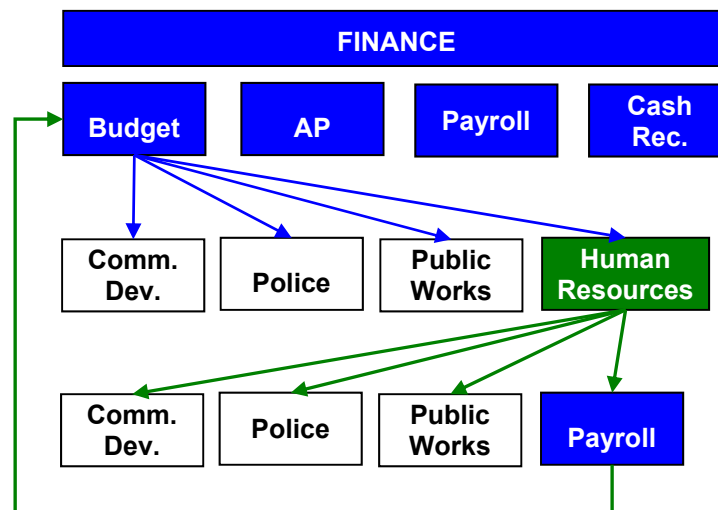 FINANCE
Budget
AP
Payroll
Cash
Rec.
Comm.
Dev.
Police
Public
Works
Human
Resources
Comm.
Dev.
Police
Public
Works
Payroll